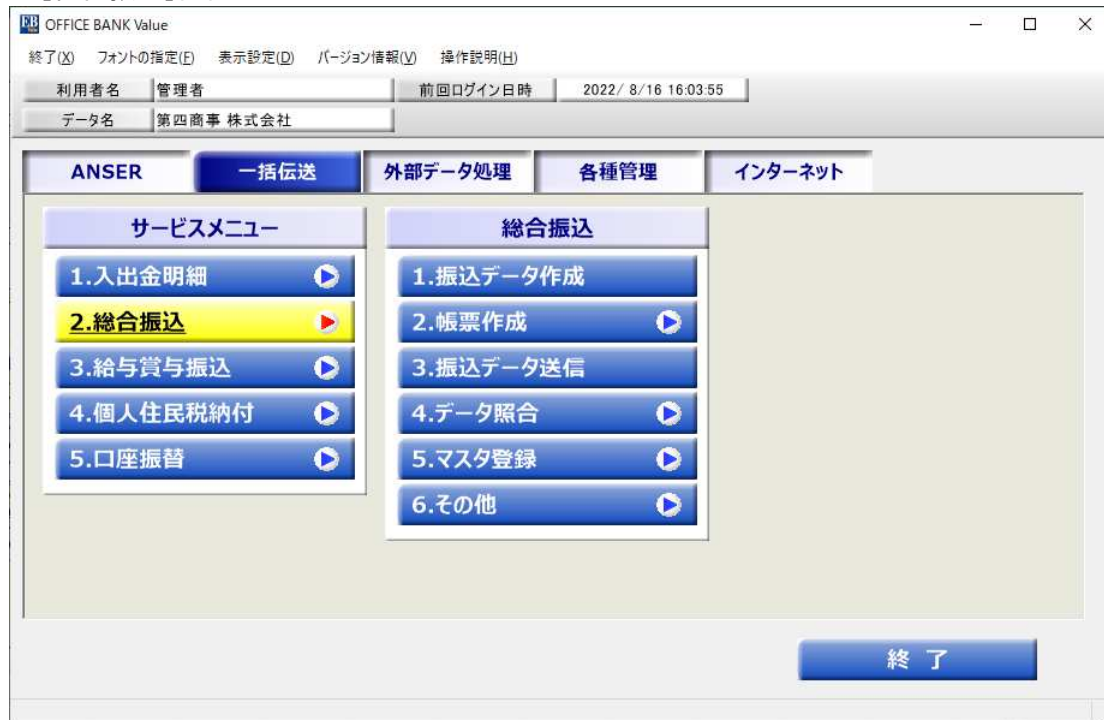 OFFICE BANK Value
終了(X) フォントの指定(F) 表示設定(D) バージョン情報(V) 操作説明(H)
利用者名 管理者 前回ログイン日時 2022/ 8/16 16:03:55
データ名 第四商事 株式会社
ANSER 一括伝送 外部データ処理 各種管理 インターネット
サービスメニュー
1.入出金明細
2.総合振込
3.給与賞与振込
4.個人住民税納付
5.口座振替
総合振込
1.振込データ作成
2.帳票作成
3.振込データ送信
4.データ照合
5.マスタ登録
6.その他
終 了